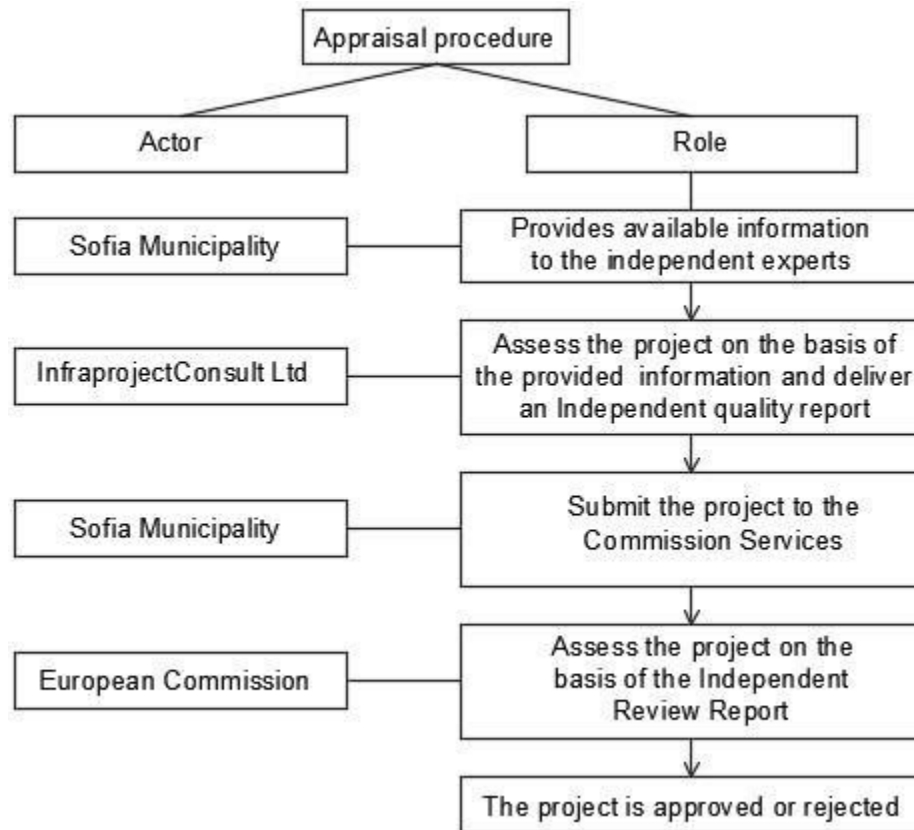 Appraisal procedure
Actor
Role
Sofia Municipality
Provides available information
to the independent experts
InfraprojectConsult Ltd
Assess the project on the basis of
the provided information and deliver
an Independent quality report
Sofia Municipality
Submit the project to the
Commission Services
European Commission
Assess the project on the
basis of the Independent
Review Report
The project is approved or rejected